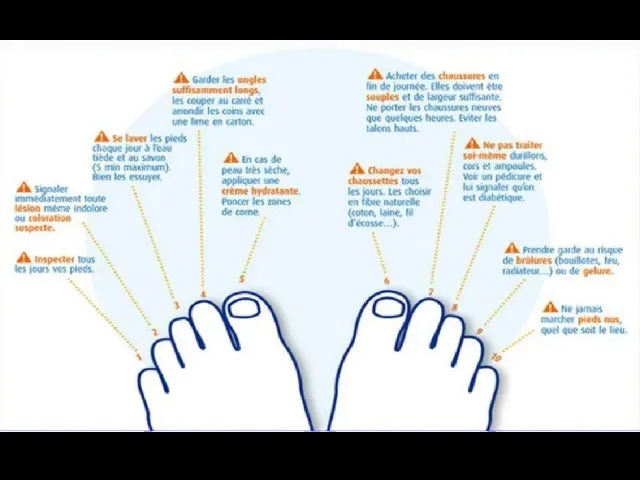 Inspecter tous
les jours vos pieds.
1
Signaler
immédiatement toute
lésion même indolore
ou coloration
suspecte.
2
Se laver les pieds
chaque jour à l'eau
tiède et au savon
(5 min maximum).
Bien les essuyer.
3
Garder les ongles
suffisamment longs,
les couper au carré et
arrondir les coins avec
une lime en carton.
4
En cas de
peau très sèche,
appliquer une
crème hydratante.
Poncer les zones
de corne.
5
Changez vos
chaussettes tous
les jours. Les choisir
en fibre naturelle
(coton, laine, fil
d'écosse...).
6
Acheter des chaussures en
fin de journée. Elles doivent être
souples et de largeur suffisante.
Ne porter les chaussures neuves
que quelques heures. Eviter les
talons hauts.
7
Ne pas traiter
soi-même durillons,
cors et ampoules.
Voir un pédicure et
lui signaler qu'on
est diabétique.
8
Prendre garde au risque
de brûlures (bouillotes, feu,
radiateur...) ou de gelure.
9
Ne jamais
marcher pieds nus,
quel que soit le lieu.
10